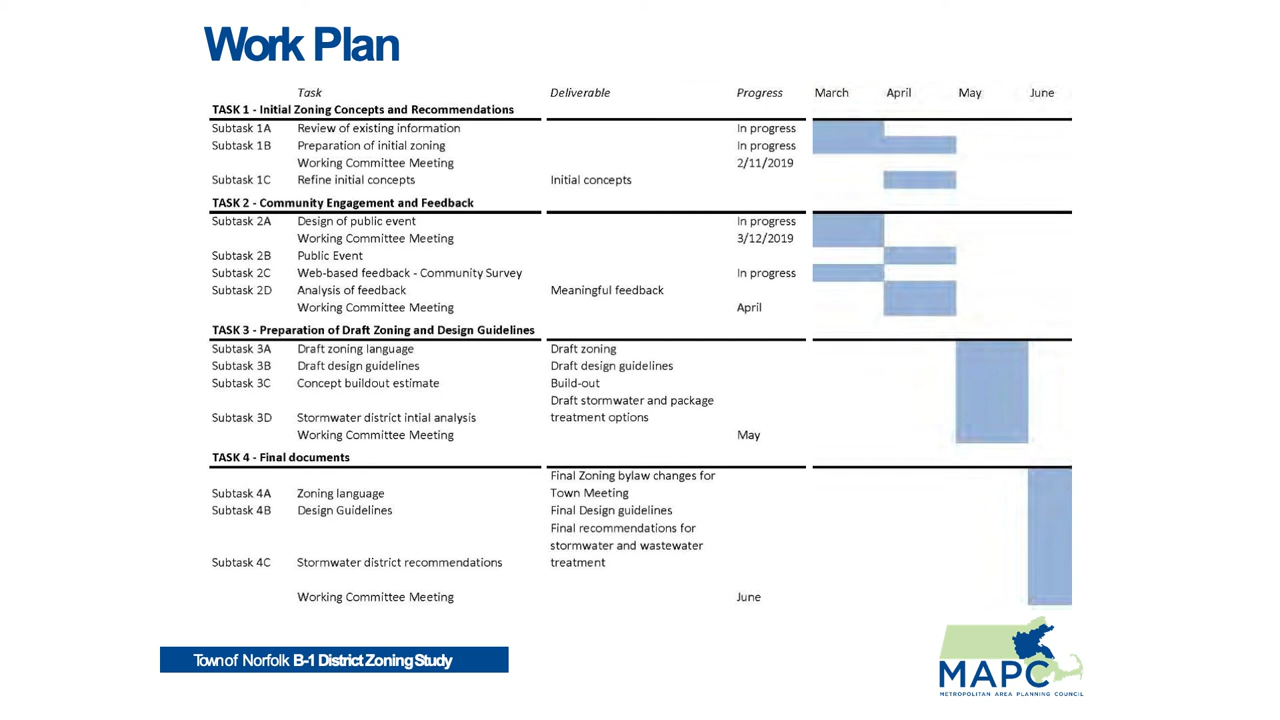 Work Plan
Task Deliverable Progress March April May June
TASK 1 - Initial Zoning Concepts and Recommendations
Subtask 1A Review of existing information In progress
Subtask 1B Preparation of initial zoning In progress
Working Committee Meeting 2/11/2019
Subtask 1C Refine initial concepts Initial concepts
TASK 2 - Community Engagement and Feedback
Subtask 2A Design of public event In progress
Working Committee Meeting 3/12/2019
Subtask 2B Public Event
Subtask 2C Web-based feedback - Community Survey In progress
Subtask 2D Analysis of feedback Meaningful feedback
Working Committee Meeting April
TASK 3 - Preparation of Draft Zoning and Design Guidelines
Subtask 3A Draft zoning language Draft zoning
Subtask 3B Draft design guidelines Draft design guidelines
Subtask 3C Concept buildout estimate Build-out
Draft stormwater and package
Subtask 3D Stormwater district intial analysis treatment options
Working Committee Meeting May
TASK 4 - Final documents
Final Zoning bylaw changes for
Subtask 4A Zoning language Town Meeting
Subtask 4B Design Guidelines Final Design guidelines
Final recommendations for
stormwater and wastewater
Subtask 4C Stormwater district recommendations treatment
Working Committee Meeting June
Town of Norfolk B-1 District Zoning Study
MAPC
METROPOLITAN AREA PLANNING COUNCIL